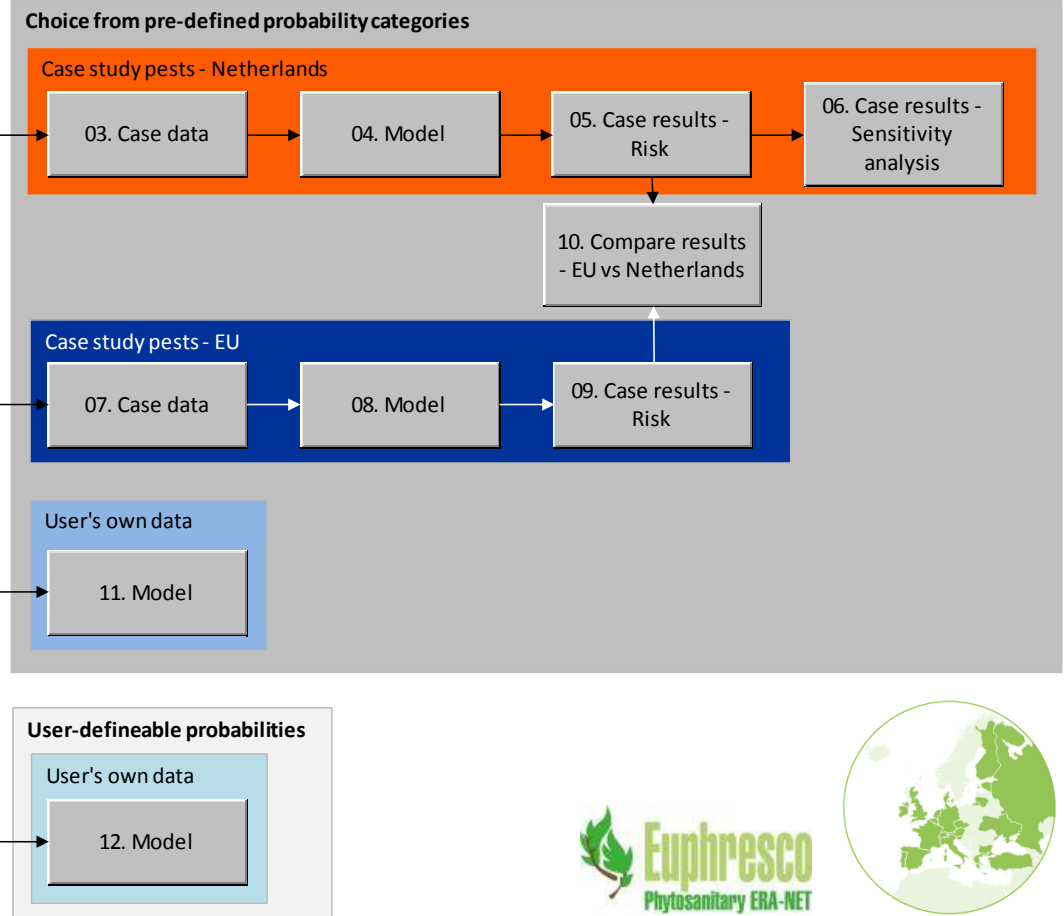 Choice from pre-defined probability categories
Case study pests - Netherlands
03. Case data
04. Model
05. Case results -
Risk
06. Case results -
Sensitivity
analysis
10. Compare results
- EU vs Netherlands
Case study pests - EU
07. Case data
08. Model
09. Case results -
Risk
User's own data
11. Model
User-defineable probabilities
User's own data
12. Model
Euphresco
Phytosanitary ERA-NET